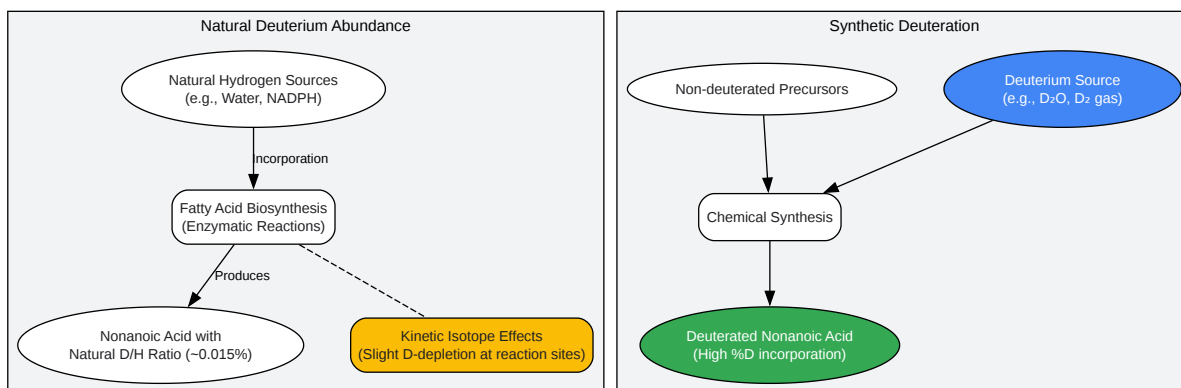 Natural Deuterium Abundance
Natural Hydrogen Sources
(e.g., Water, NADPH)
Incorporation
Fatty Acid Biosynthesis
(Enzymatic Reactions)
Produces
Nonanoic Acid with
Natural D/H Ratio (~0.015%)
Kinetic Isotope Effects
(Slight D-depletion at reaction sites)
Synthetic Deuteration
Non-deuterated Precursors
Deuterium Source
(e.g., D₂O, D₂ gas)
Chemical Synthesis
Deuterated Nonanoic Acid
(High %D incorporation)